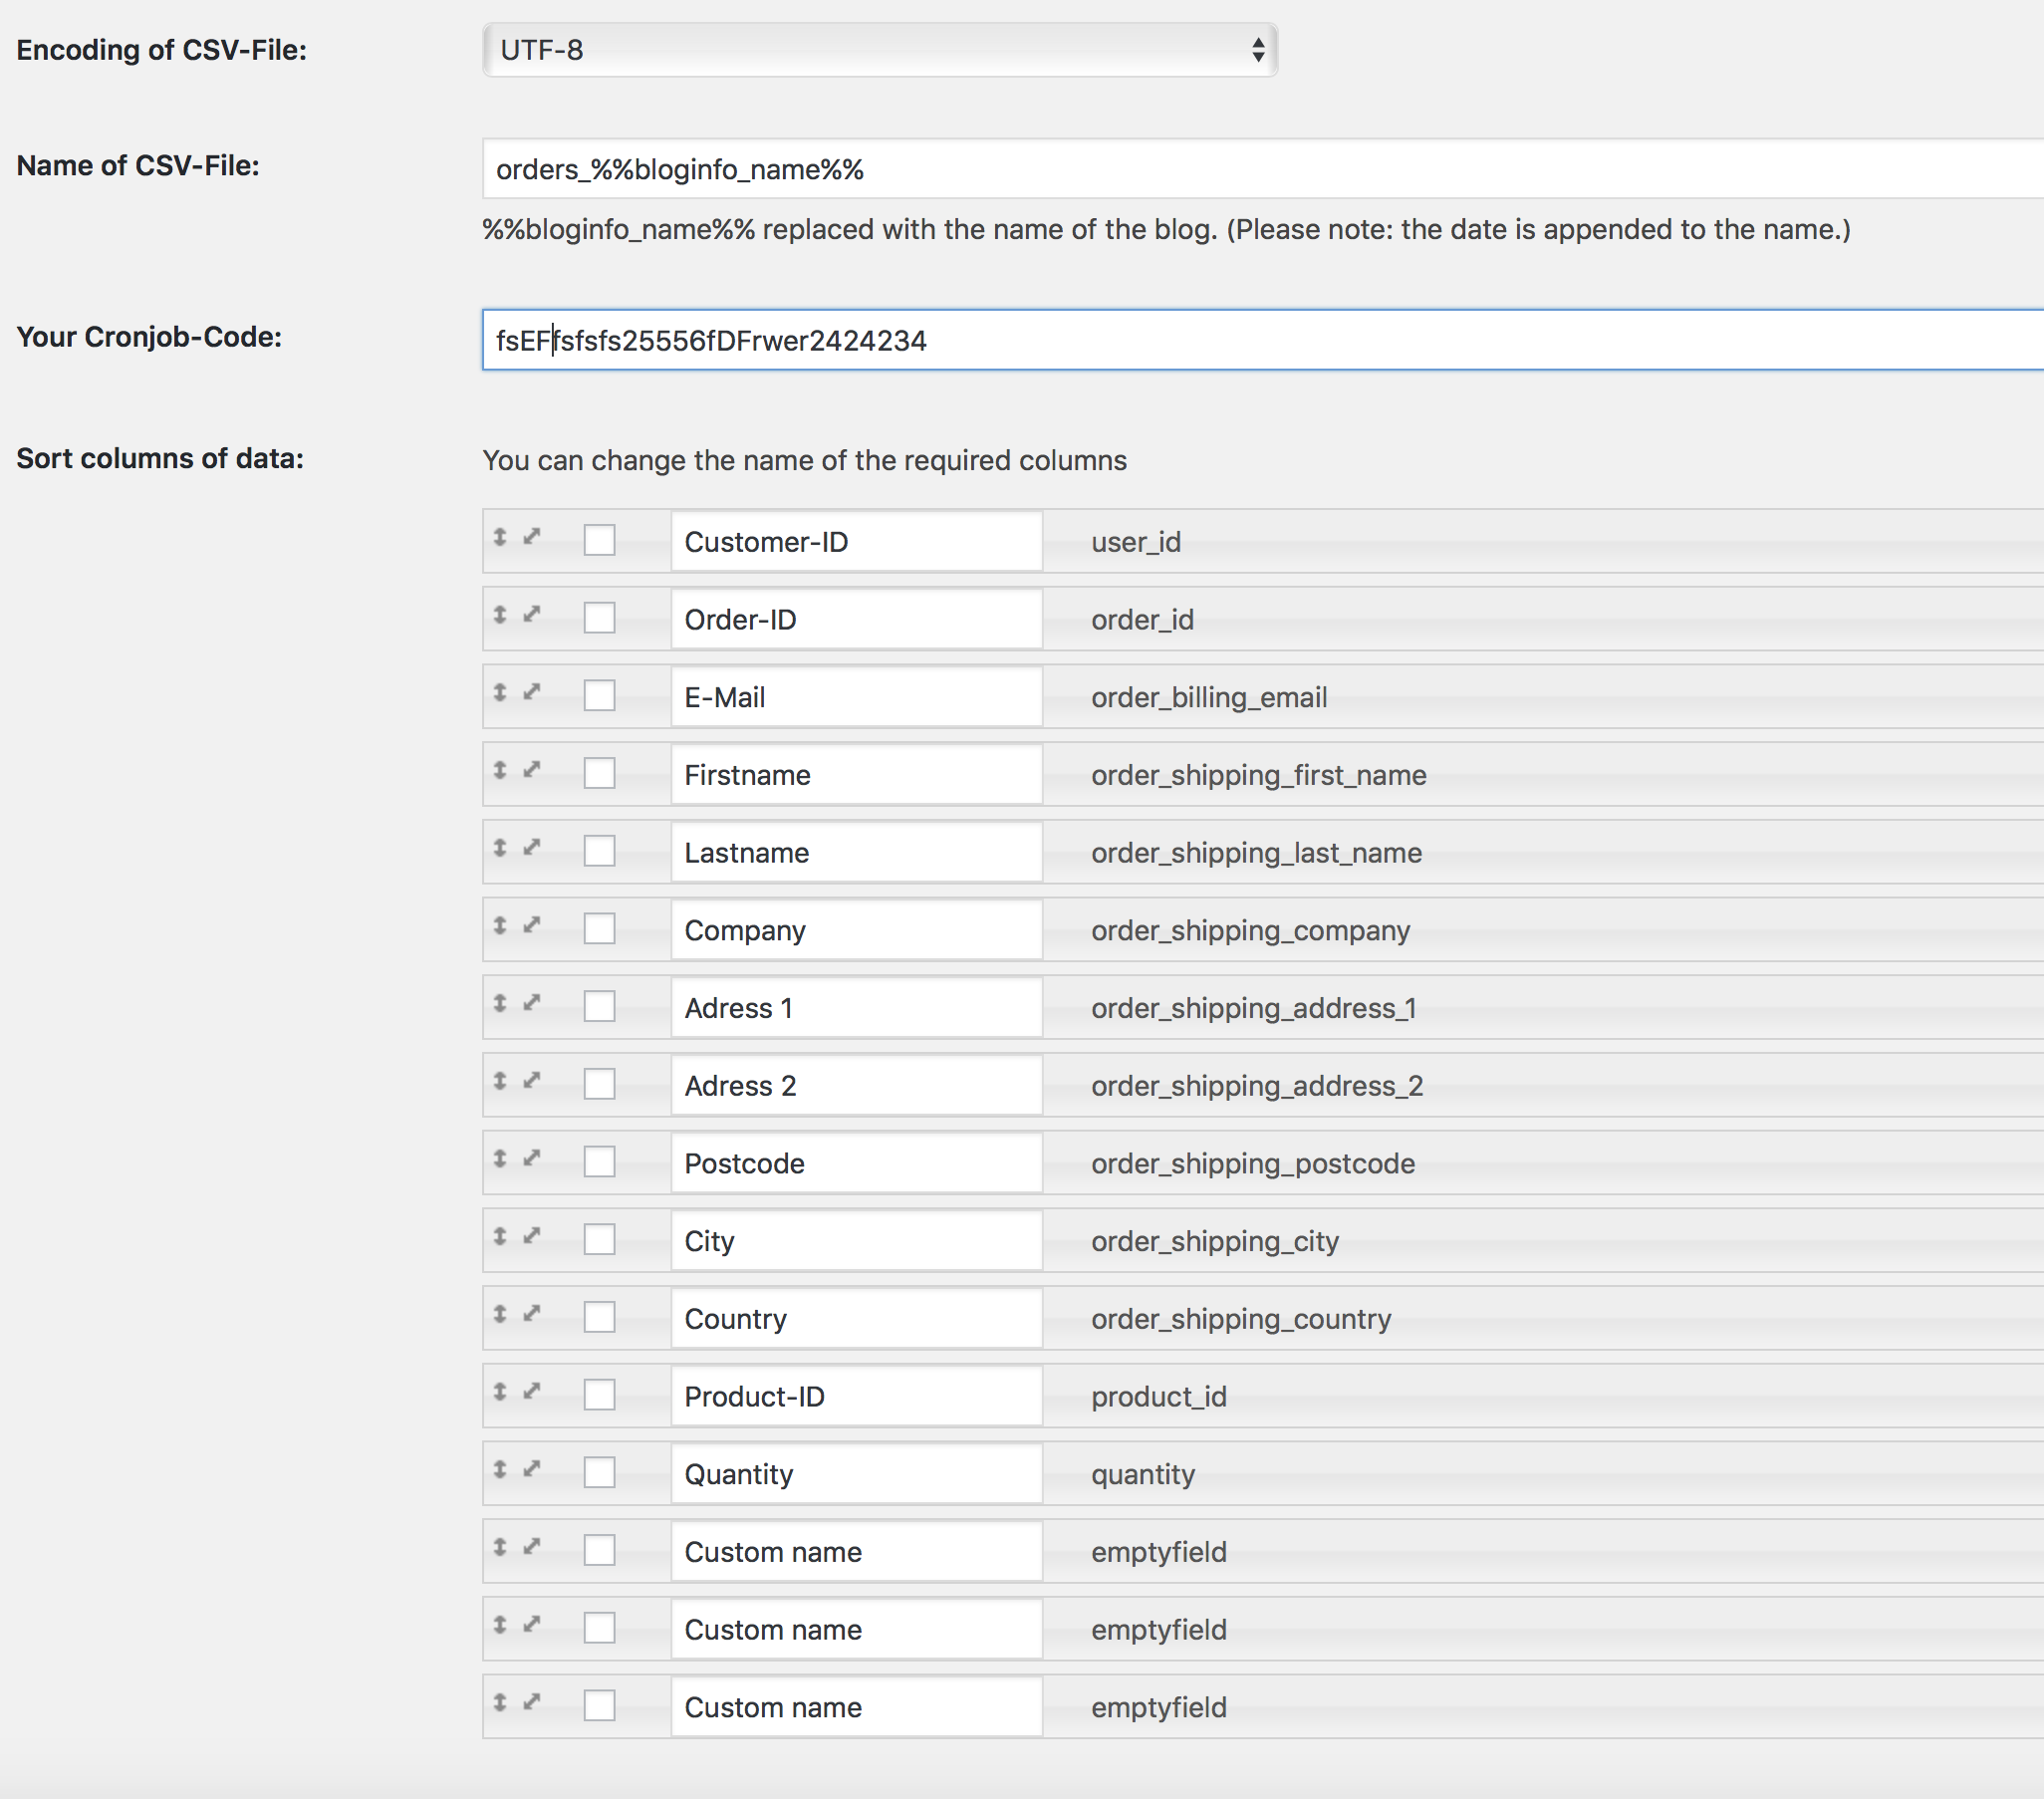 Encoding of CSV-File: UTF-8
Name of CSV-File: orders_%%bloginfo_name%%
%%bloginfo_name%% replaced with the name of the blog. (Please note: the date is appended to the name.)
Your Cronjob-Code: fsEFfsfsfs25556fDFrwer2424234
Sort columns of data: You can change the name of the required columns
Customer-ID user_id
Order-ID order_id
E-Mail order_billing_email
Firstname order_shipping_first_name
Lastname order_shipping_last_name
Company order_shipping_company
Adress 1 order_shipping_address_1
Adress 2 order_shipping_address_2
Postcode order_shipping_postcode
City order_shipping_city
Country order_shipping_country
Product-ID product_id
Quantity quantity
Custom name emptyfield
Custom name emptyfield
Custom name emptyfield